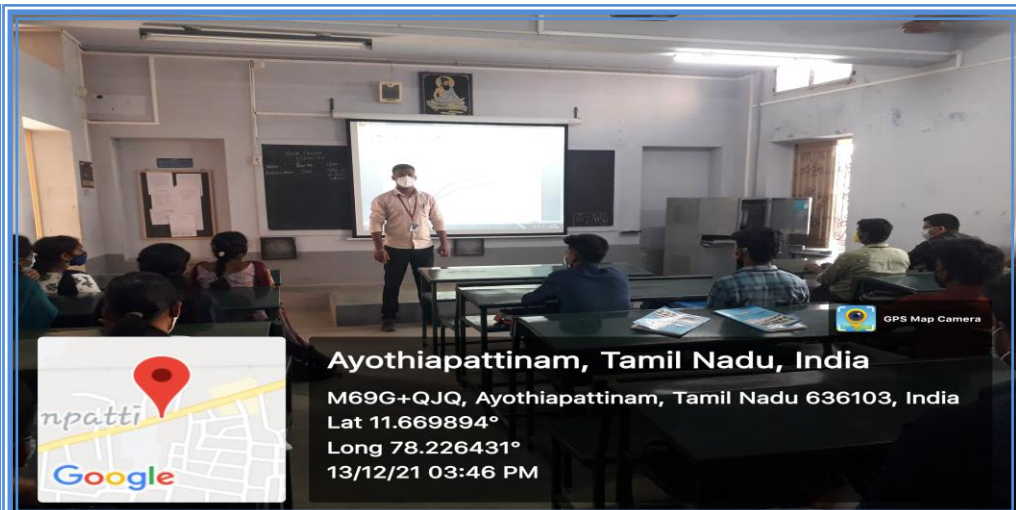 GPS Map Camera
Ayothiapattinam, Tamil Nadu, India
M69G+QJQ, Ayothiapattinam, Tamil Nadu 636103, India
Lat 11.669894°
Long 78.226431°
13/12/21 03:46 PM
npatti
Google